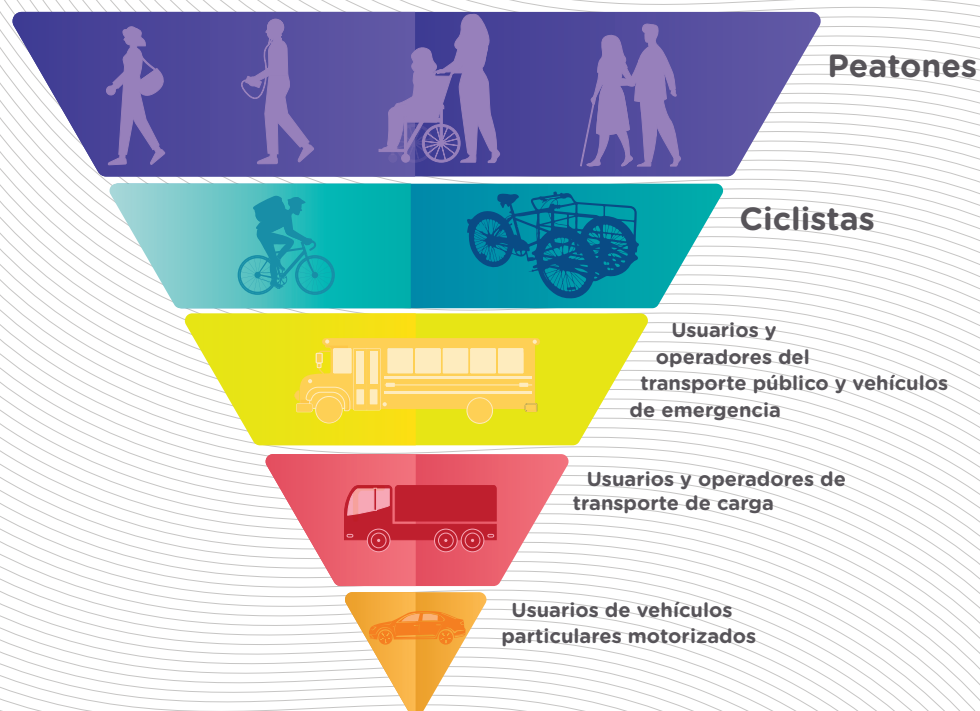 Peatones
Ciclistas
Usuarios y
operadores del
transporte público y vehículos
de emergencia
Usuarios y operadores de
transporte de carga
Usuarios de vehículos
particulares motorizados